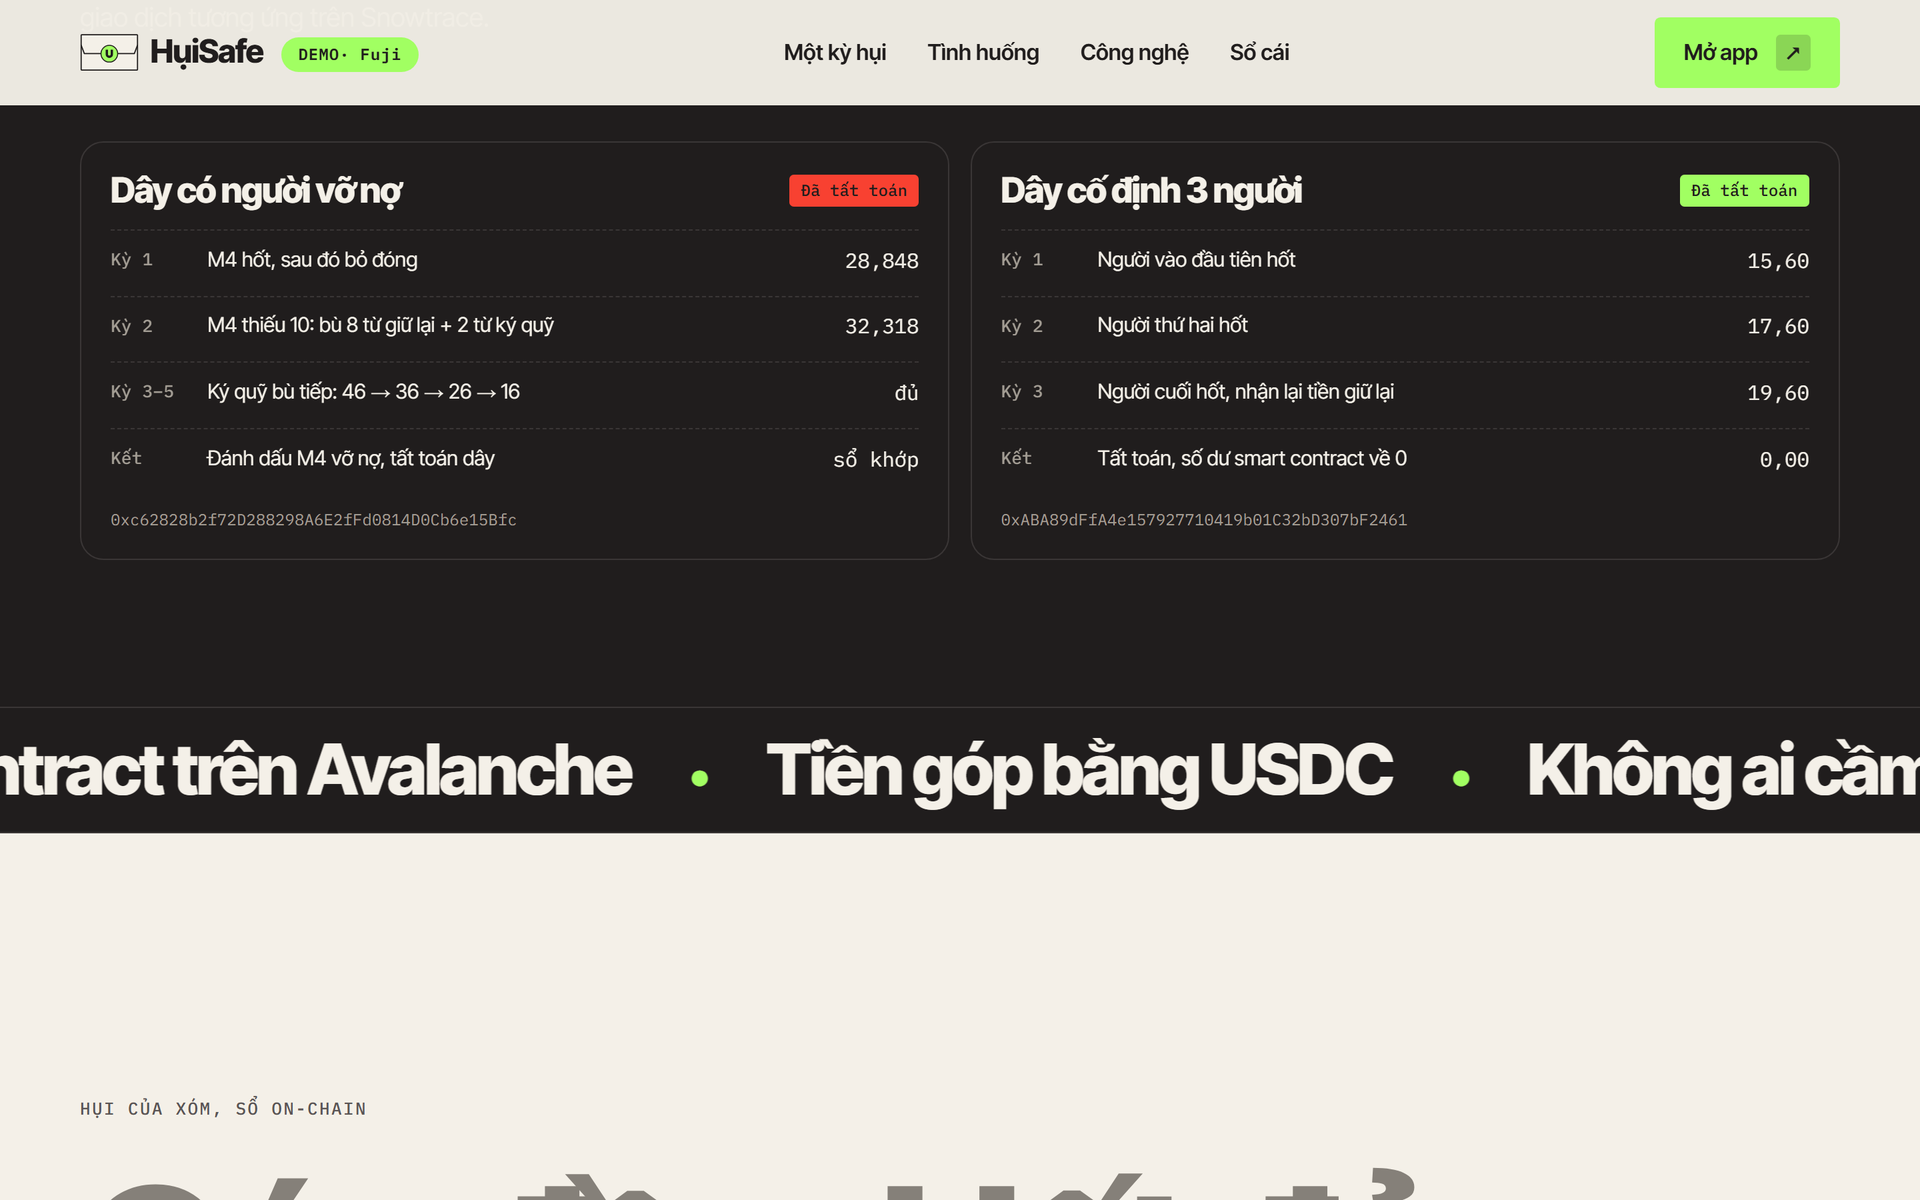 giao dịch tương ứng trên Snowtrace.
HụiSafe DEMO· Fuji Một kỳ hụi Tình huống Công nghệ Sổ cái Mở app ↗
Dây có người vỡ nợ Đã tất toán
Kỳ 1 M4 hốt, sau đó bỏ đóng 28,848
Kỳ 2 M4 thiếu 10: bù 8 từ giữ lại + 2 từ ký quỹ 32,318
Kỳ 3–5 Ký quỹ bù tiếp: 46 → 36 → 26 → 16 đủ
Kết Đánh dấu M4 vỡ nợ, tất toán dây sổ khớp
0xc62828b2f72D288298A6E2fFd0814D0Cb6e15Bfc
Dây cố định 3 người Đã tất toán
Kỳ 1 Người vào đầu tiên hốt 15,60
Kỳ 2 Người thứ hai hốt 17,60
Kỳ 3 Người cuối hốt, nhận lại tiền giữ lại 19,60
Kết Tất toán, số dư smart contract về 0 0,00
0xABA89dFfA4e157927710419b01C32bD307bF2461
ntract trên Avalanche • Tiền góp bằng USDC • Không ai cầm
HỤI CỦA XÓM, SỔ ON-CHAIN